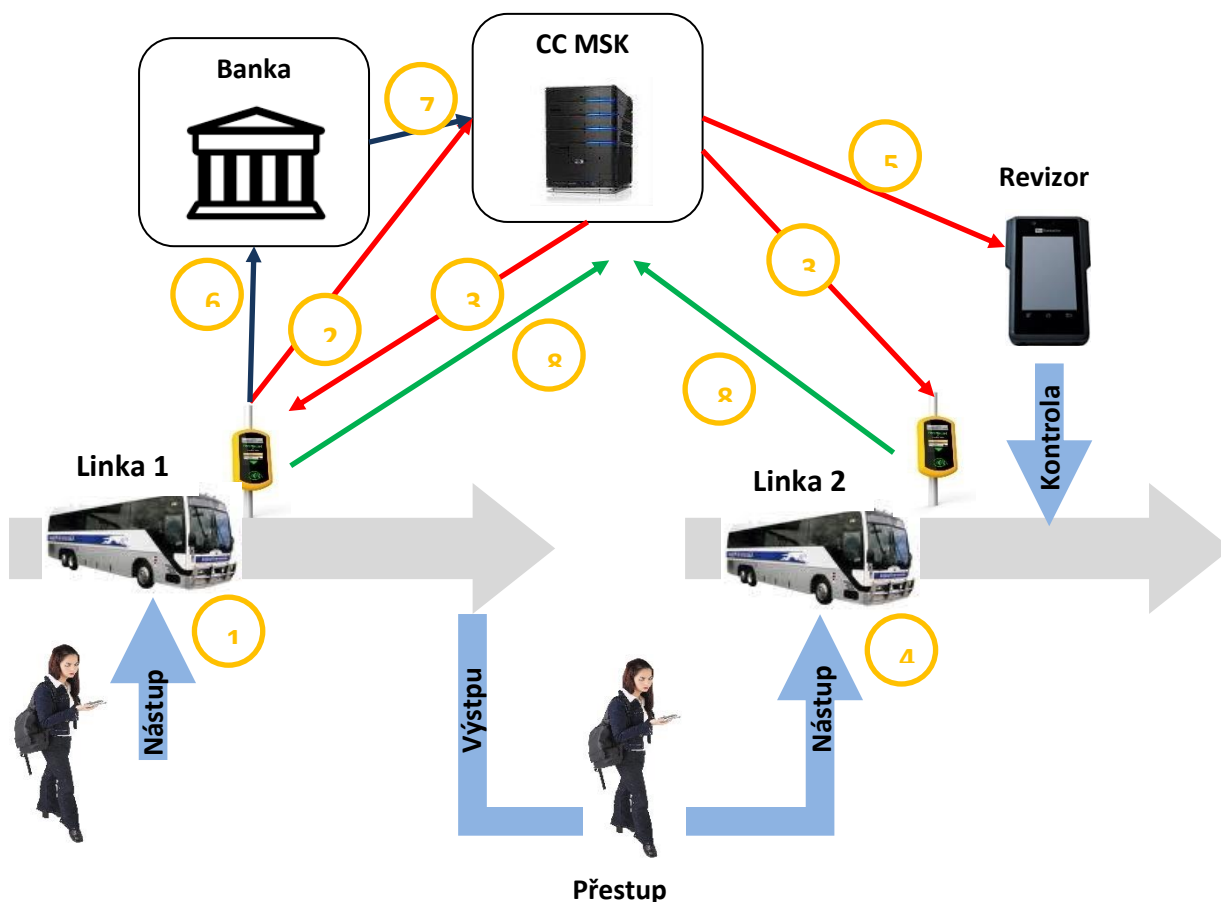 CC MSK
Banka
7
5
Revizor
3
6
2
3
8
8
Kontrola
Linka 1
Linka 2
1
4
Nástup
Výstpu
Nástup
Přestup